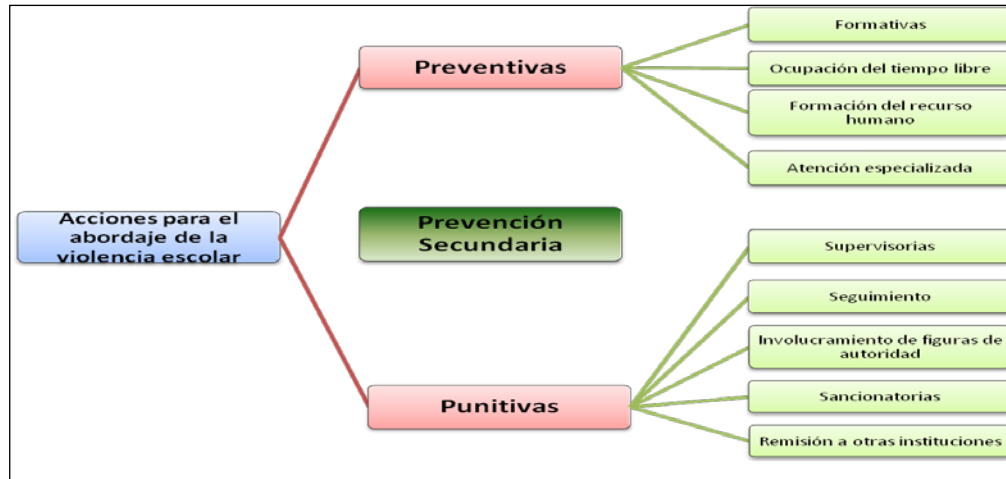 Acciones para el
abordaje de la
violencia escolar
Preventivas
Formativas
Ocupación del tiempo libre
Formación del recurso
humano
Atención especializada
Prevención
Secundaria
Punitivas
Supervisorias
Seguimiento
Involucramiento de figuras de
autoridad
Sancionatorias
Remisión a otras instituciones